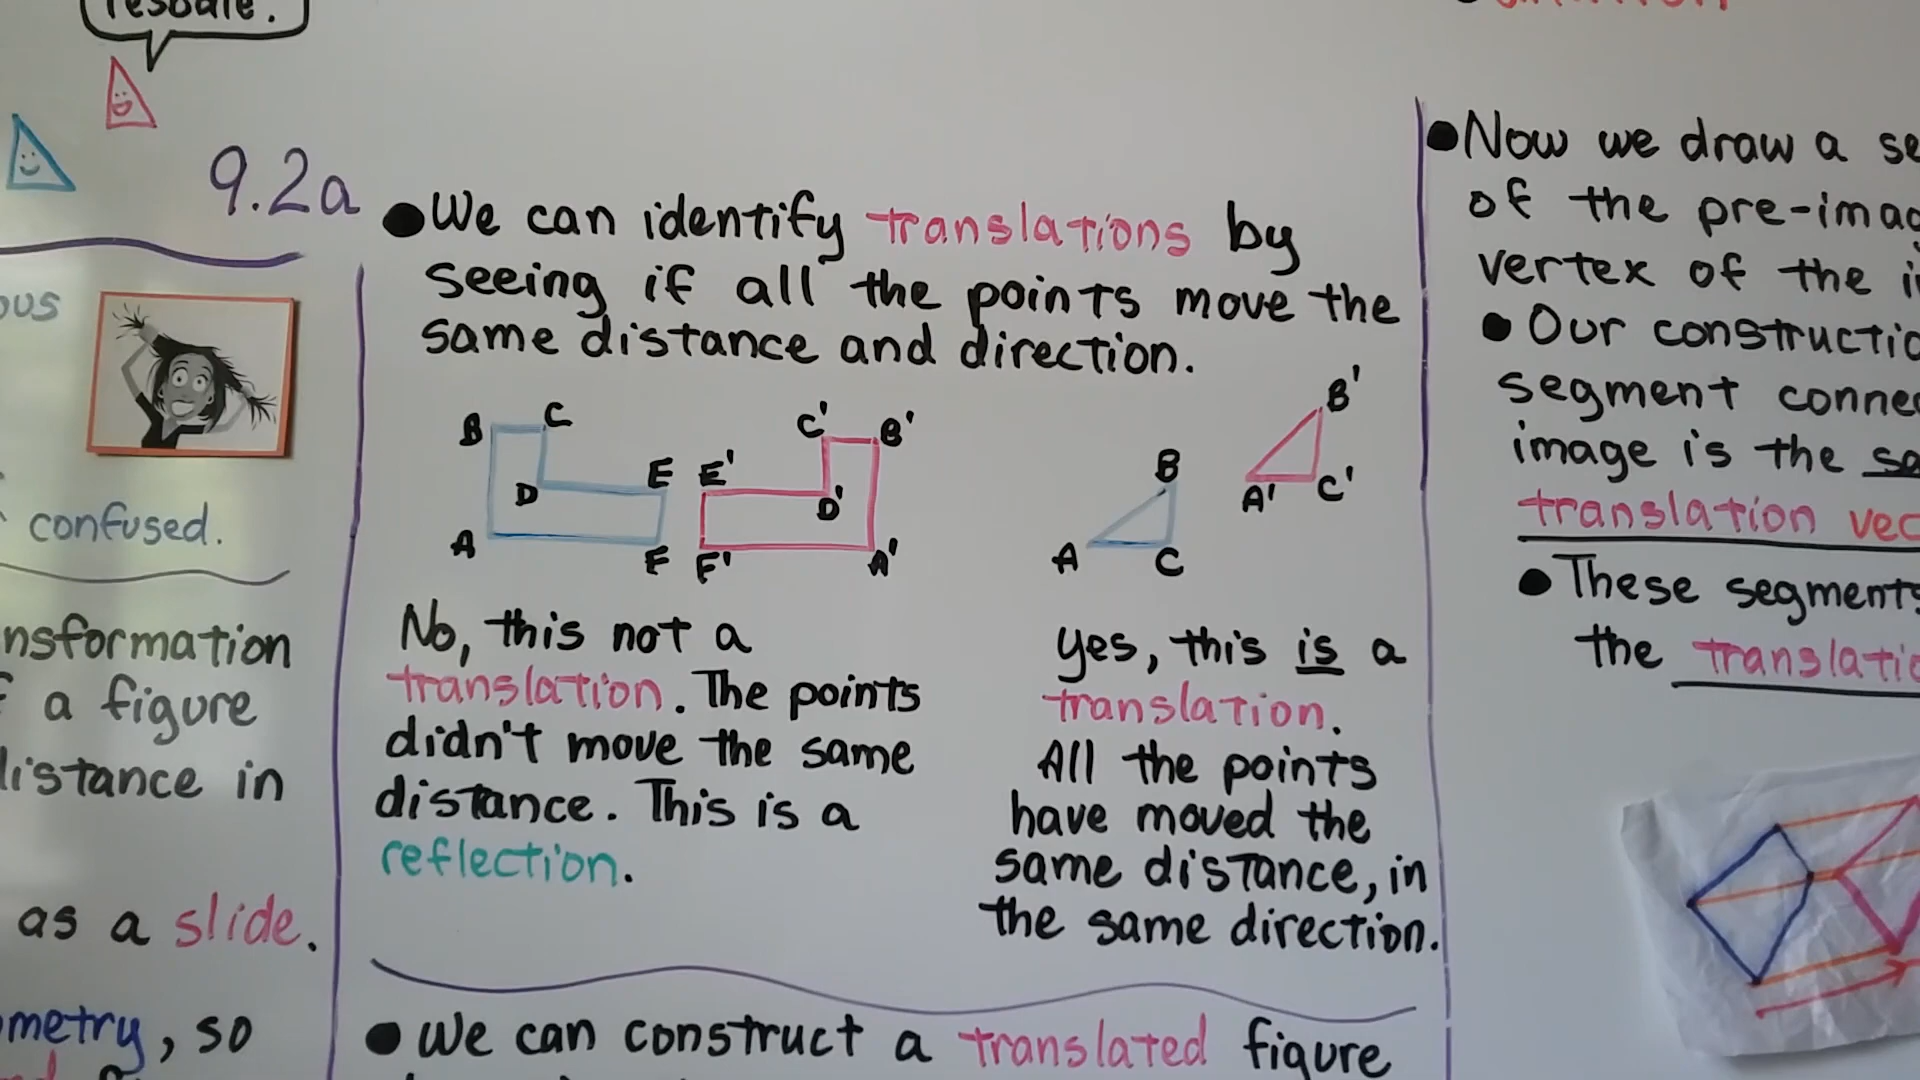 9.2a
confused.
nsformation
a figure
distance in
as a slide.
metry, so
• We can identify translations by
seeing if all the points move the
same distance and direction.
B C
D E
A F
E' C' B'
D'
F' A'
B
A C
B'
A' C'
No, this not a
translation. The points
didn't move the same
distance. This is a
reflection.
yes, this is a
translation.
All the points
have moved the
same distance, in
the same direction.
• We can construct a translated figure
• Now we draw a se
of the pre-imag
vertex of the i
• Our constructio
segment connec
image is the sa
translation vec
• These segments
the translatio